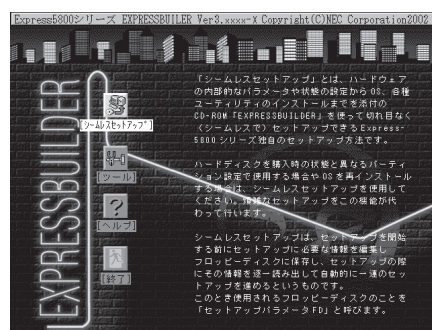 Express5800シリーズ EXPRESSBUILER Ver3.xxxx-X Copyright(C)NEC Corporation2002
EXPRESSBUILDER
[シームレスセットアップ]
[ツール]
[ヘルプ]
[終了]
「シームレスセットアップ」とは、ハードウェア
の内部的なパラメータや状態の設定からOS、各種
ユーティリティのインストールまでを添付の
CD-ROM「EXPRESSBUILDER」を使って切れ目なく
(シームレスで)セットアップできるExpress-
5800シリーズ独自のセットアップ方法です。
ハードディスクを購入時の状態と異なるパーティ
ション設定で使用する場合やOSを再インストール
する場合は、シームレスセットアップを使用して
ください。煩雑なセットアップをこの機能が代
わって行います。
シームレスセットアップは、セットアップを開始
する前にセットアップに必要な情報を編集し
フロッピーディスクに保存し、セットアップの際
にその情報を逐一読み出して自動的に一連のセッ
トアップを進めるというものです。
このとき使用されるフロッピーディスクのことを
「セットアップパラメータFD」と呼びます。